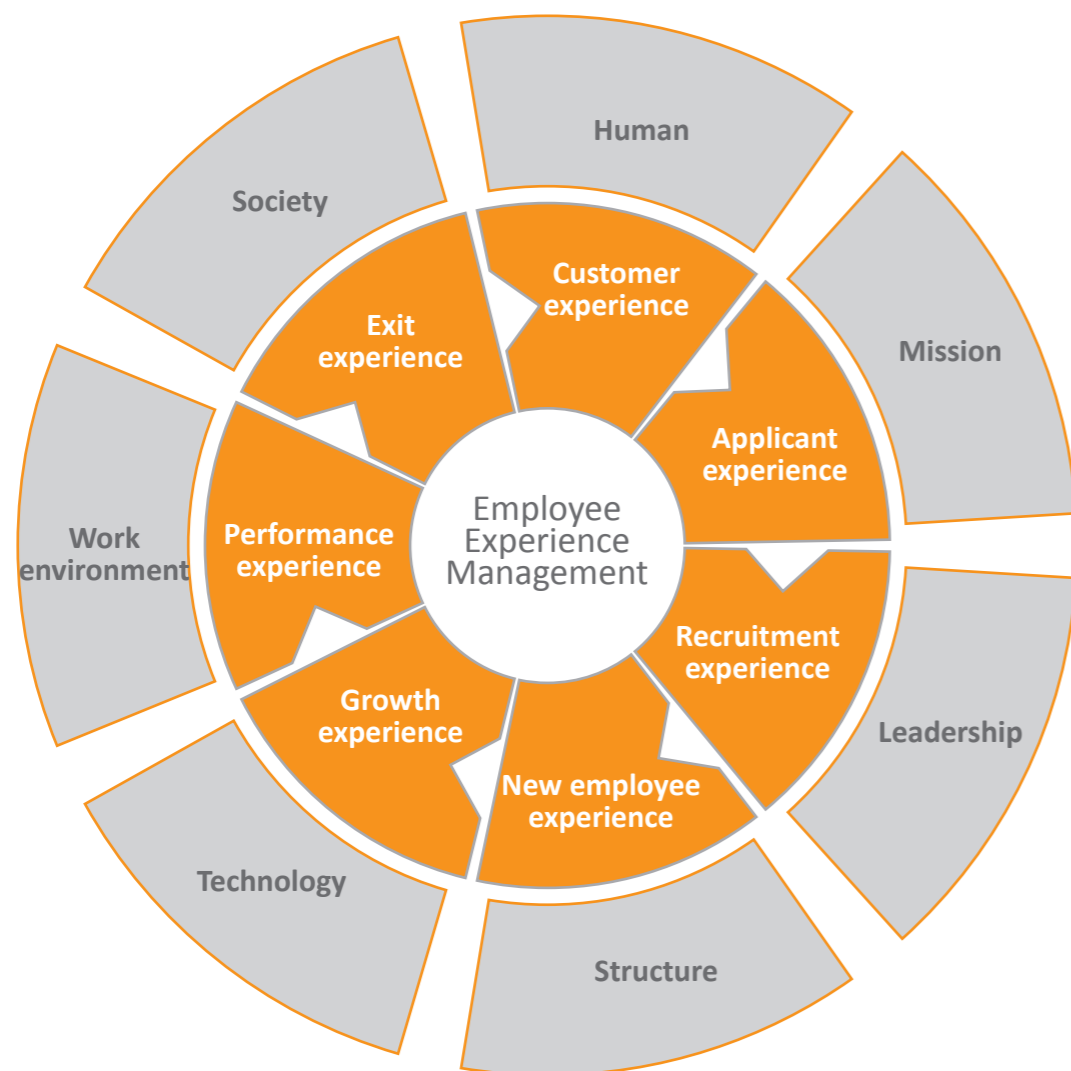 Human
Society
Customer
experience
Exit
experience
Mission
Applicant
experience
Employee
Experience
Management
Work
environment
Performance
experience
Recruitment
experience
Growth
experience
Leadership
New employee
experience
Technology
Structure